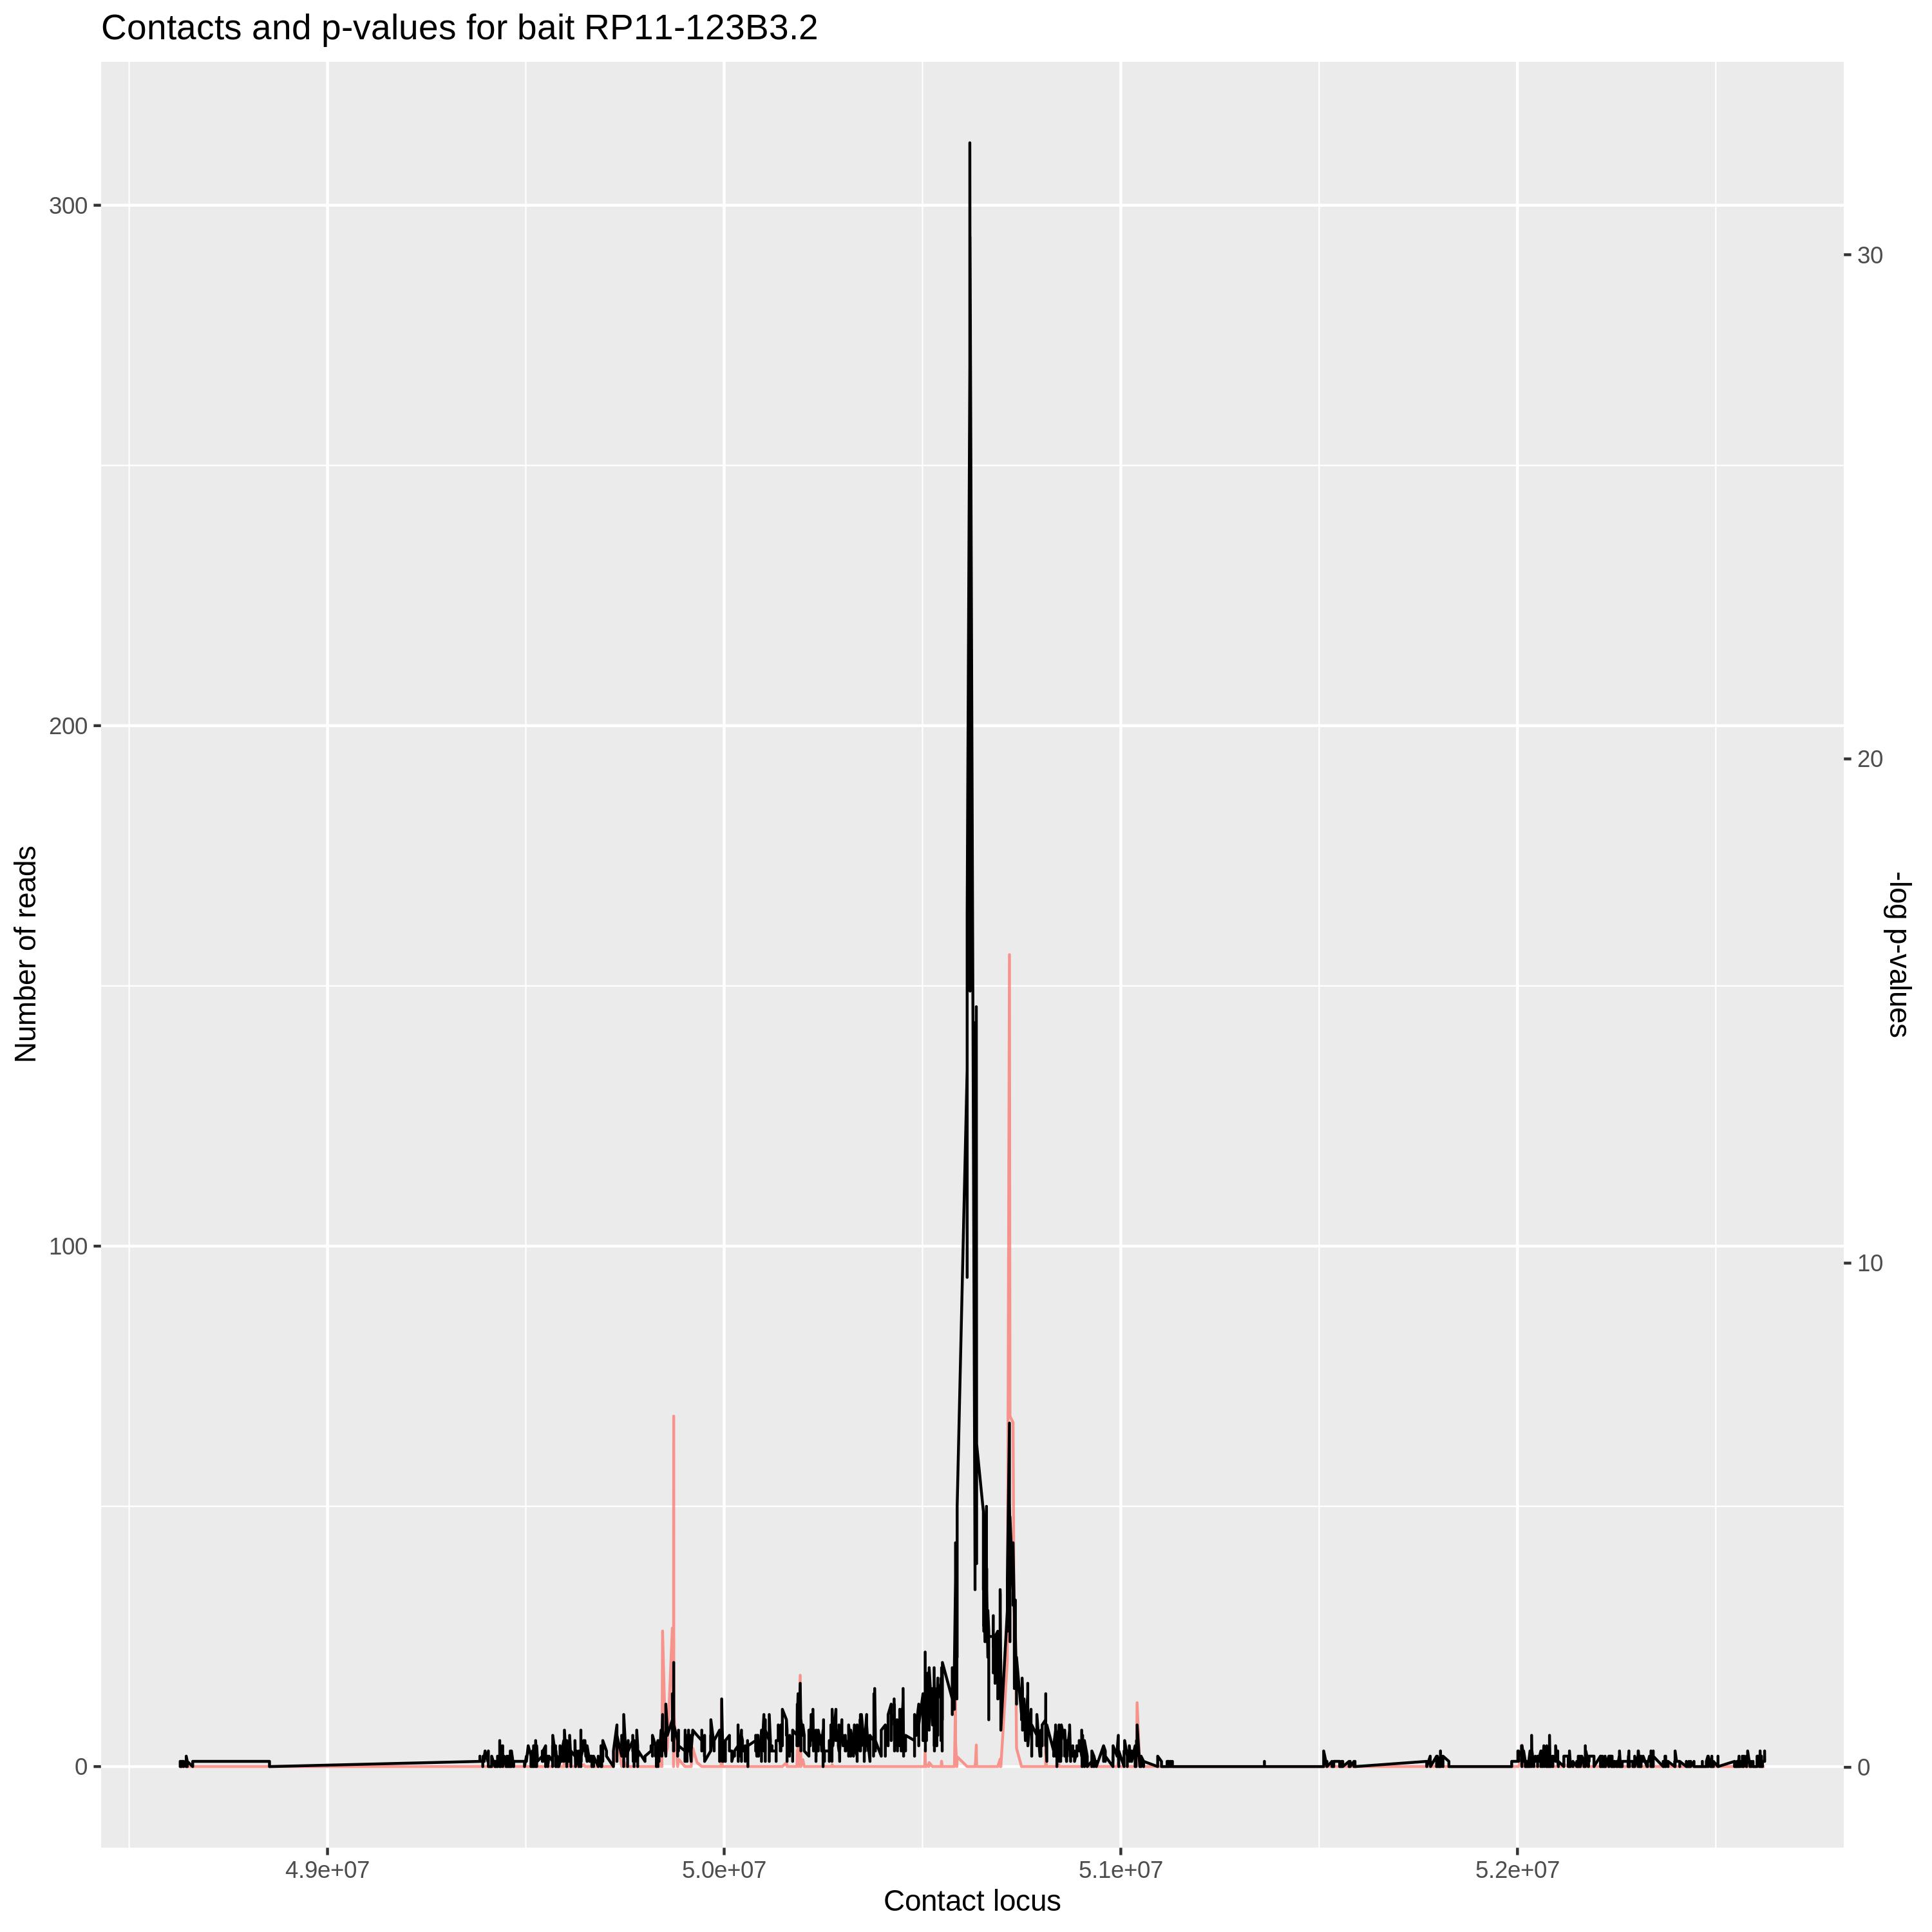 Contacts and p-values for bait RP11-123B3.2
300
200
100
0
Number of reads
30
20
10
0
-log p-values
4.9e+07 5.0e+07 5.1e+07 5.2e+07
Contact locus